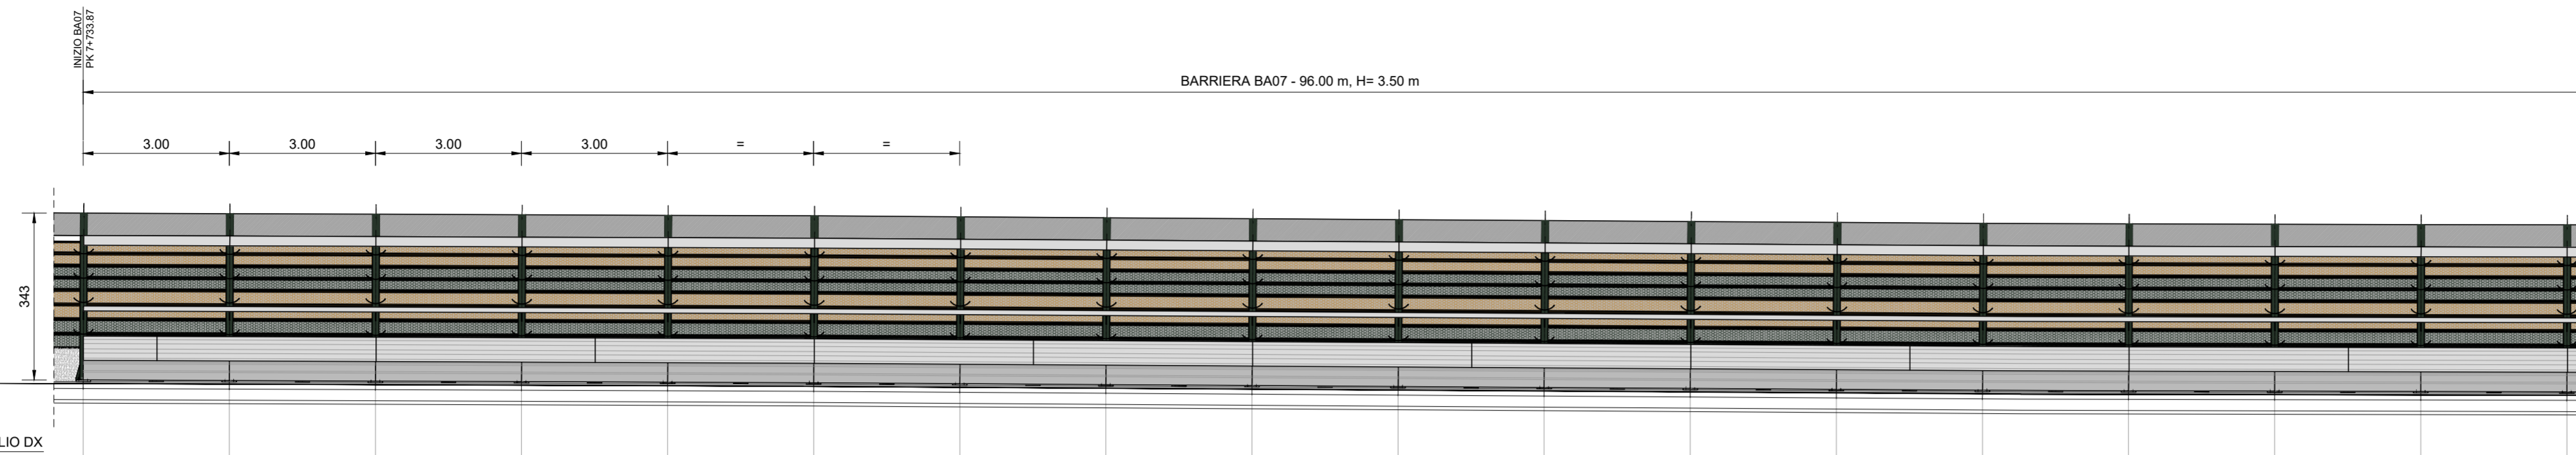 INIZIO BA07
PK 7+733.87
BARRIERA BA07 - 96.00 m, H= 3.50 m
3.00
3.00
3.00
3.00
=
=
343
LIO DX